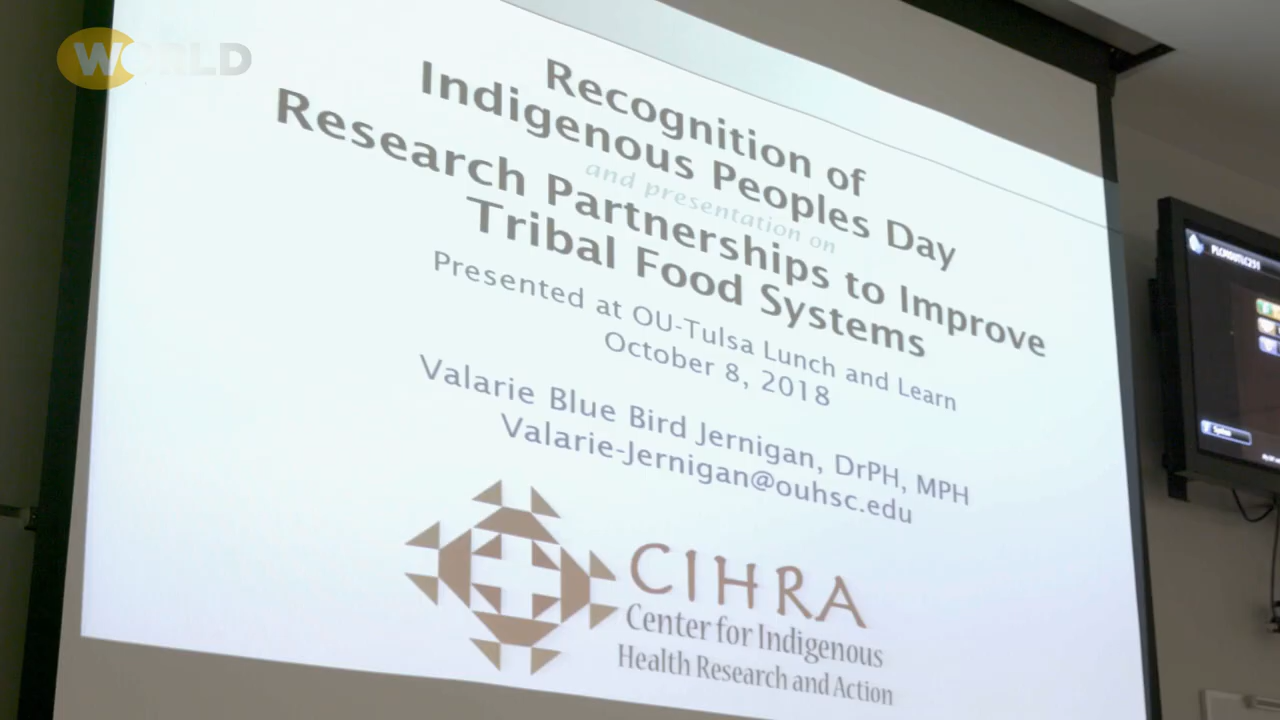 WORLD
Recognition of
Indigenous Peoples Day
and presentation on
Research Partnerships to Improve
Tribal Food Systems
Presented at OU-Tulsa Lunch and Learn
October 8, 2018
Valarie Blue Bird Jernigan, DrPH, MPH
Valarie-Jernigan@ouhsc.edu
CIHRA
Center for Indigenous
Health Research and Action